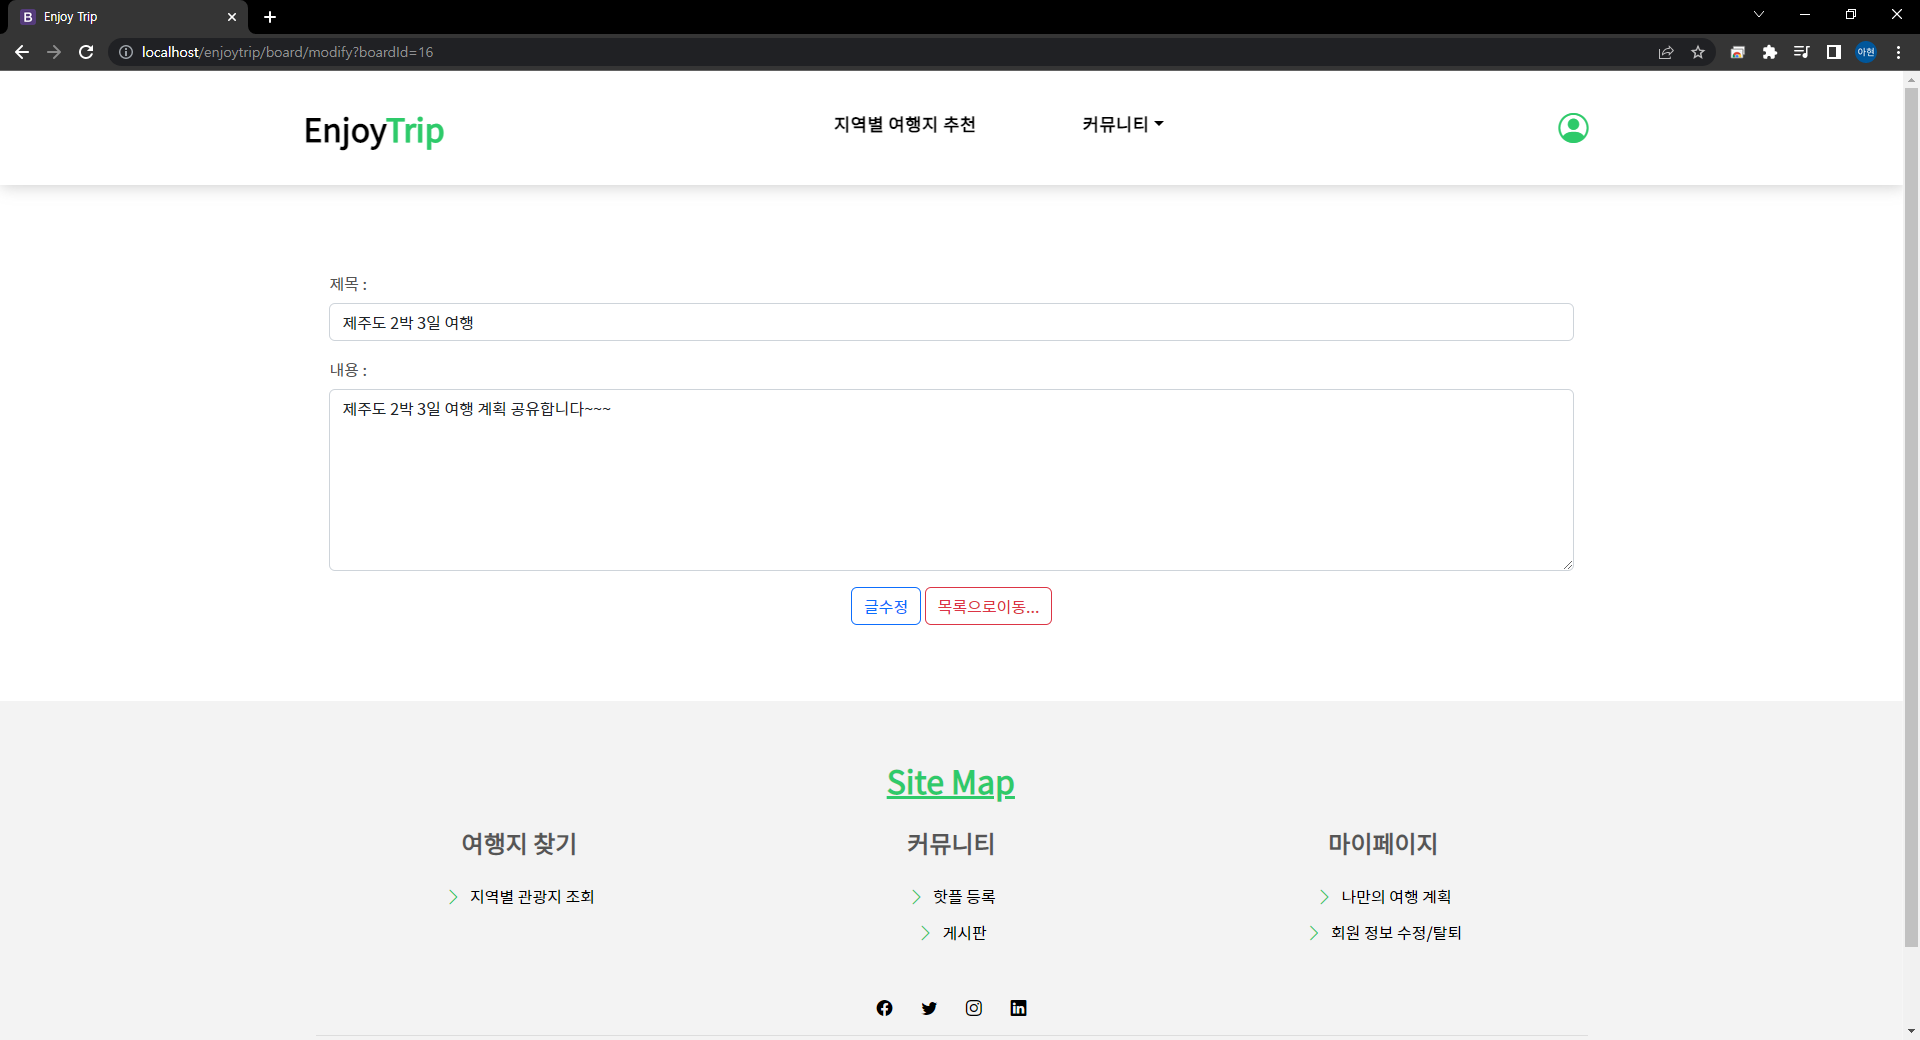 Enjoy Trip
localhost/enjoytrip/board/modify?boardId=16
아현
EnjoyTrip
지역별 여행지 추천
커뮤니티
제목 :
제주도 2박 3일 여행
내용 :
제주도 2박 3일 여행 계획 공유합니다~~~
글수정
목록으로이동...
Site Map
여행지 찾기
커뮤니티
마이페이지
지역별 관광지 조회
핫플 등록
나만의 여행 계획
게시판
회원 정보 수정/탈퇴